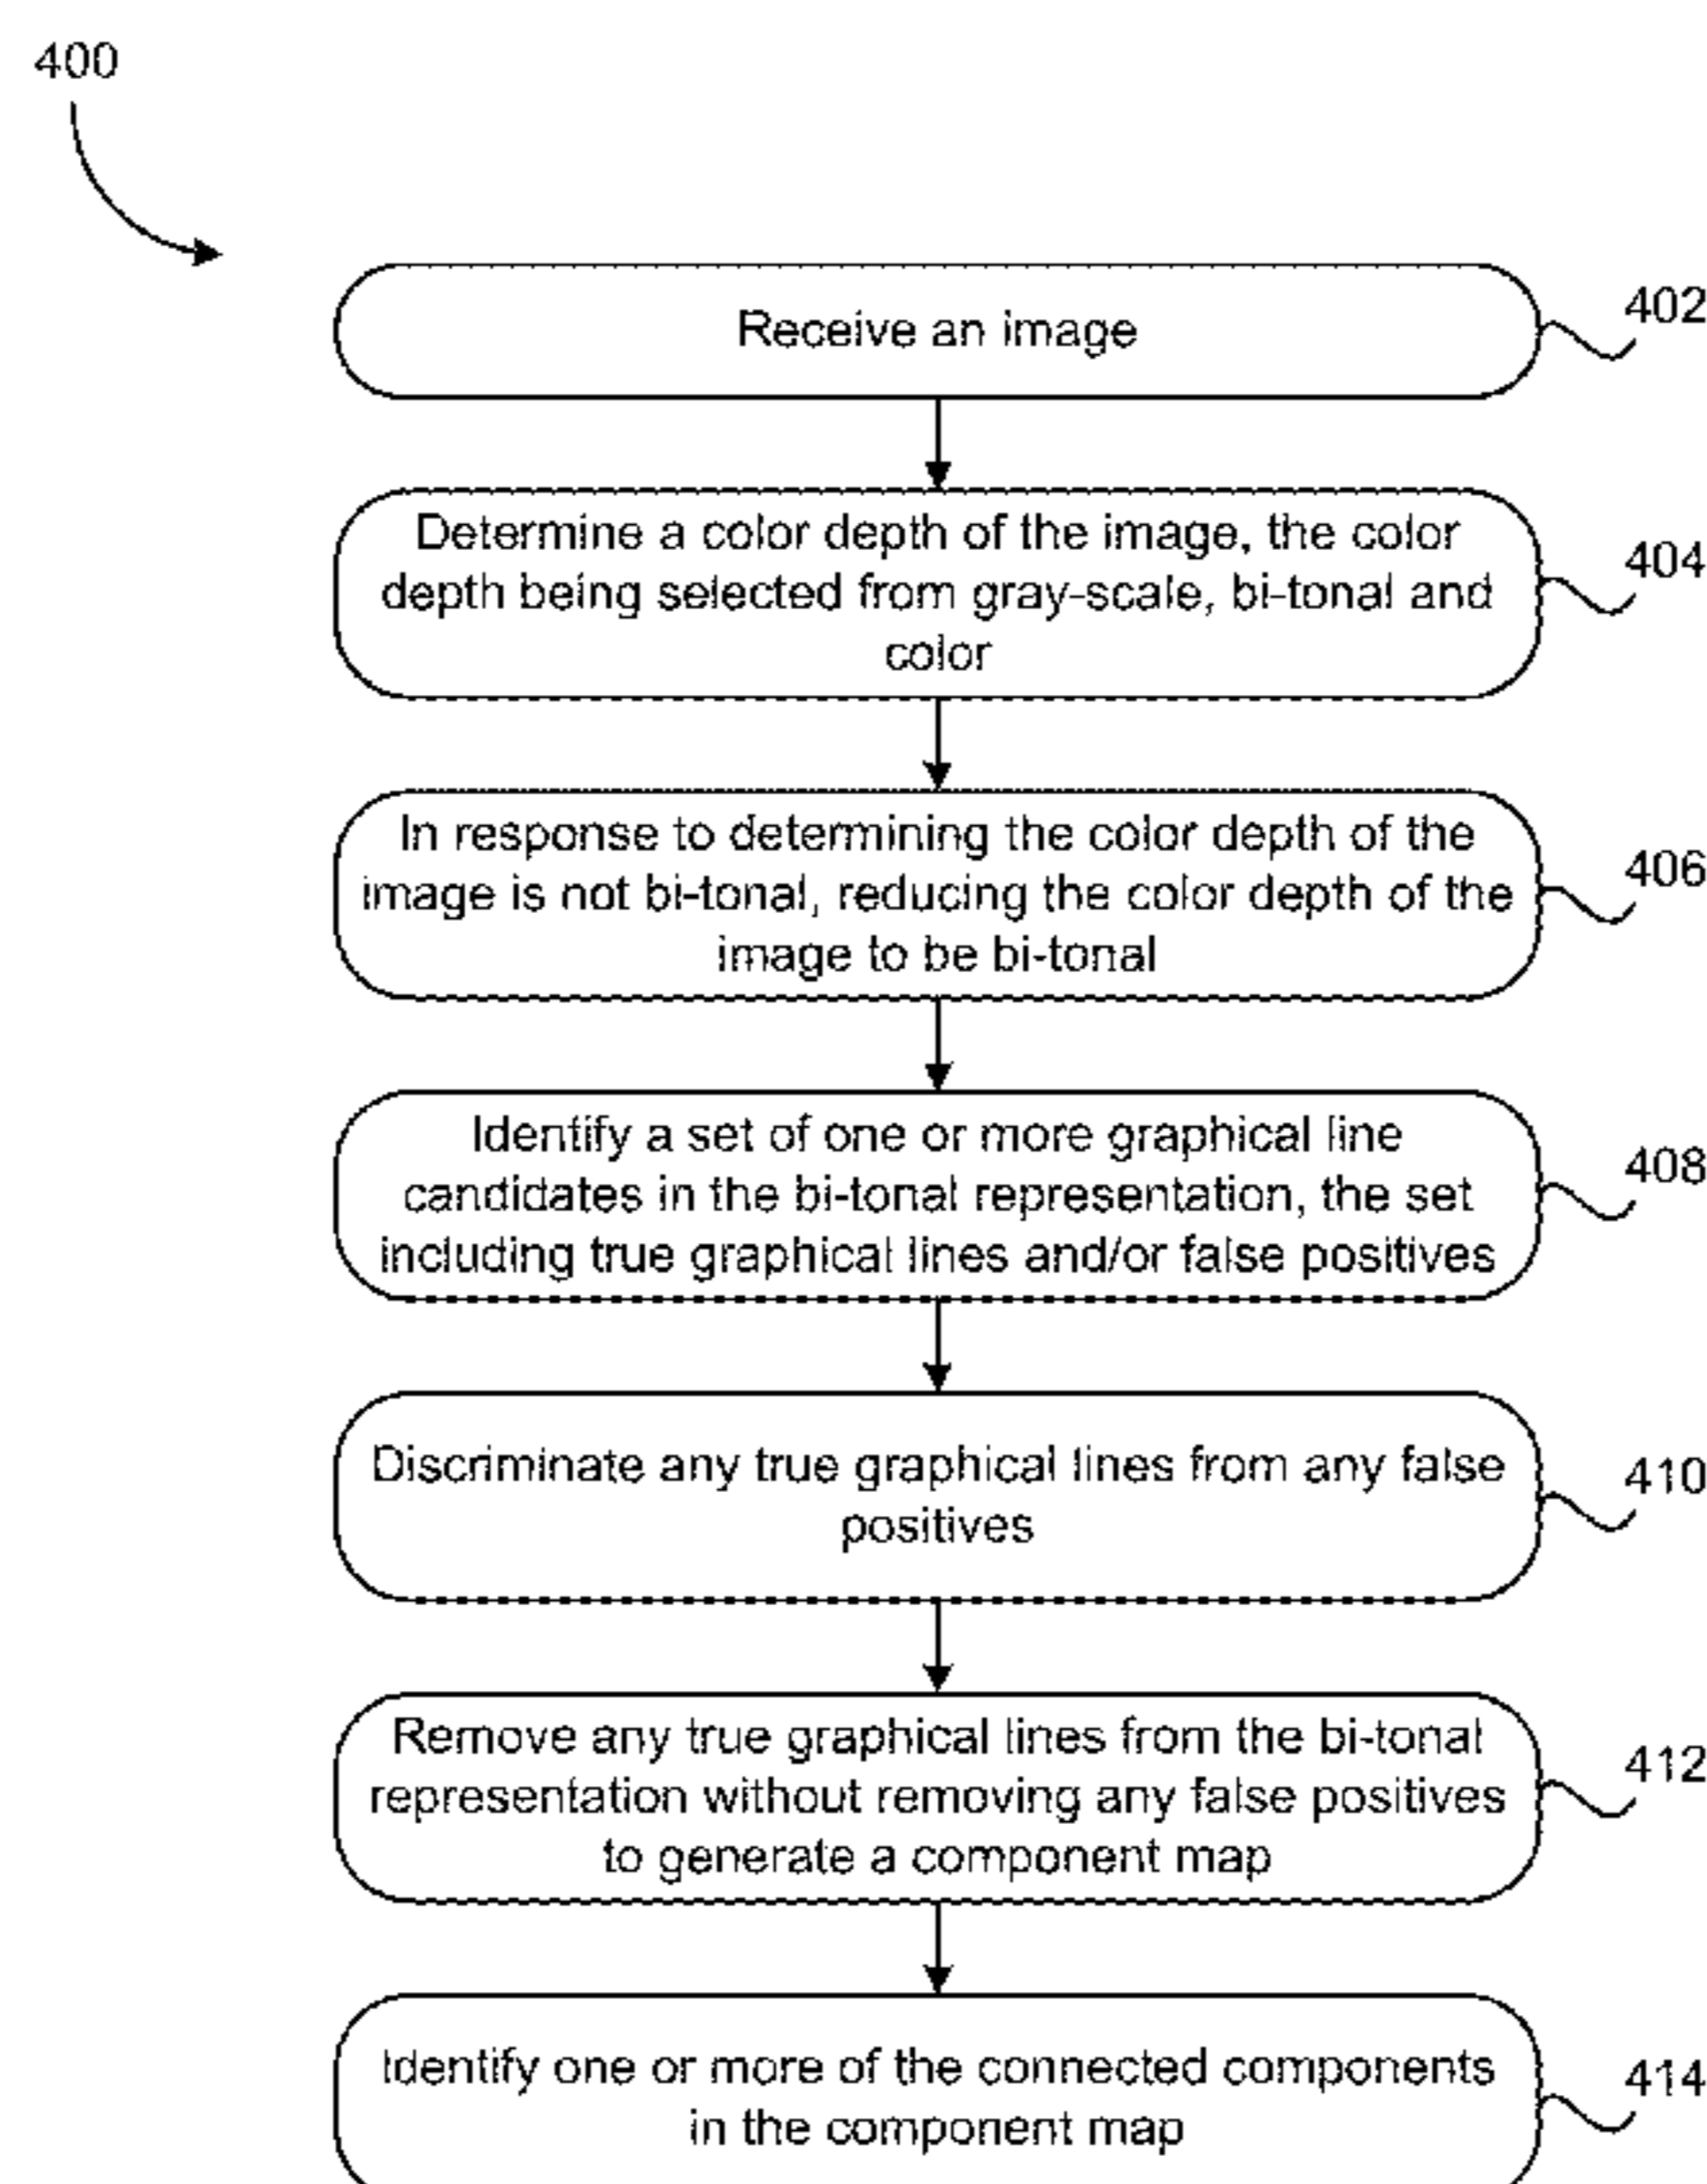 400
Receive an image
402
Determine a color depth of the image, the color
depth being selected from gray-scale, bi-tonal and
color
404
In response to determining the color depth of the
image is not bi-tonal, reducing the color depth of the
image to be bi-tonal
406
Identify a set of one or more graphical line
candidates in the bi-tonal representation, the set
including true graphical lines and/or false positives
408
Discriminate any true graphical lines from any false
positives
410
Remove any true graphical lines from the bi-tonal
representation without removing any false positives
to generate a component map
412
Identify one or more of the connected components
in the component map
414